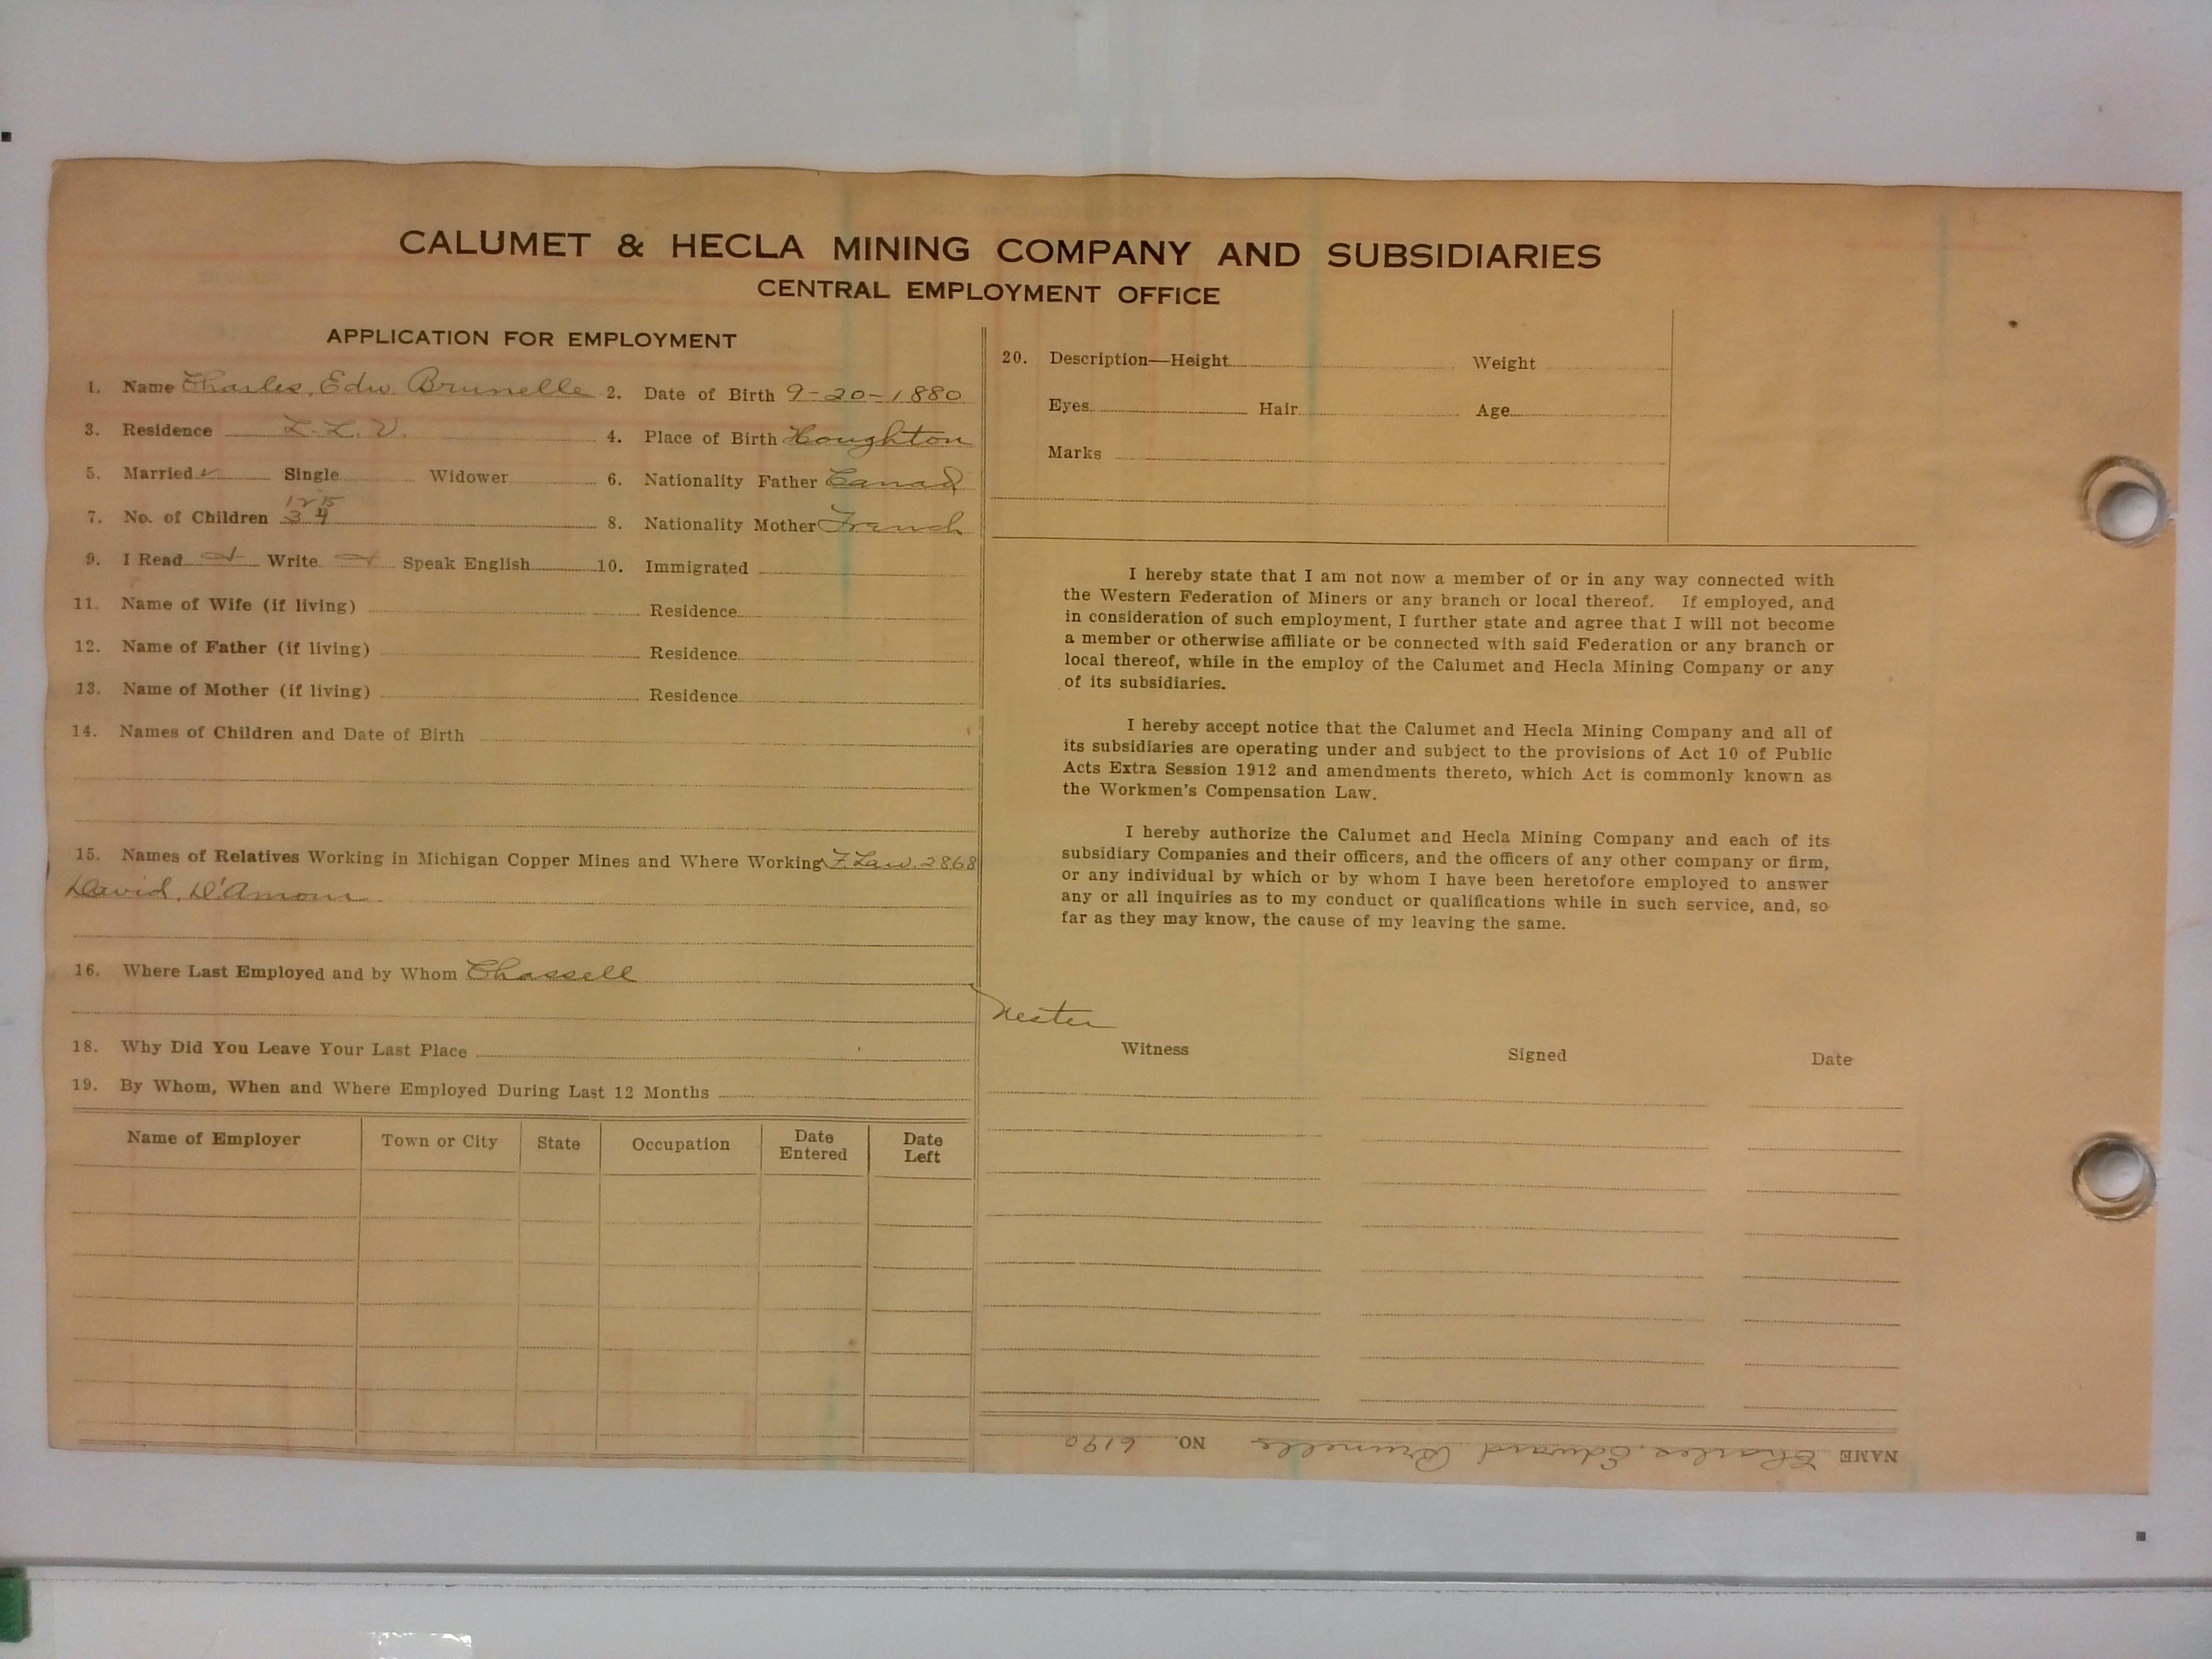 CALUMET & HECLA MINING COMPANY AND SUBSIDIARIES
CENTRAL EMPLOYMENT OFFICE
APPLICATION FOR EMPLOYMENT
1. Name Charles, Edw. Brunelle 2. Date of Birth 9-20-1880
3. Residence L. L. V. 4. Place of Birth Houghton
5. Married ✓ Single Widower 6. Nationality Father Canad
7. No. of Children 3 4 8. Nationality Mother French
9. I Read Write Speak English 10. Immigrated
11. Name of Wife (if living) Residence
12. Name of Father (if living) Residence
13. Name of Mother (if living) Residence
14. Names of Children and Date of Birth
15. Names of Relatives Working in Michigan Copper Mines and Where Working F. Law. 2868
David, D'Amour
16. Where Last Employed and by Whom Chassell
18. Why Did You Leave Your Last Place
19. By Whom, When and Where Employed During Last 12 Months
Name of Employer Town or City State Occupation Date Entered Date Left
20. Description—Height Weight
Eyes Hair Age
Marks
I hereby state that I am not now a member of or in any way connected with
the Western Federation of Miners or any branch or local thereof. If employed, and
in consideration of such employment, I further state and agree that I will not become
a member or otherwise affiliate or be connected with said Federation or any branch or
local thereof, while in the employ of the Calumet and Hecla Mining Company or any
of its subsidiaries.
I hereby accept notice that the Calumet and Hecla Mining Company and all of
its subsidiaries are operating under and subject to the provisions of Act 10 of Public
Acts Extra Session 1912 and amendments thereto, which Act is commonly known as
the Workmen's Compensation Law.
I hereby authorize the Calumet and Hecla Mining Company and each of its
subsidiary Companies and their officers, and the officers of any other company or firm,
or any individual by which or by whom I have been heretofore employed to answer
any or all inquiries as to my conduct or qualifications while in such service, and, so
far as they may know, the cause of my leaving the same.
Nester
Witness Signed Date
NAME Charles, Edward Brunelle NO. 6190